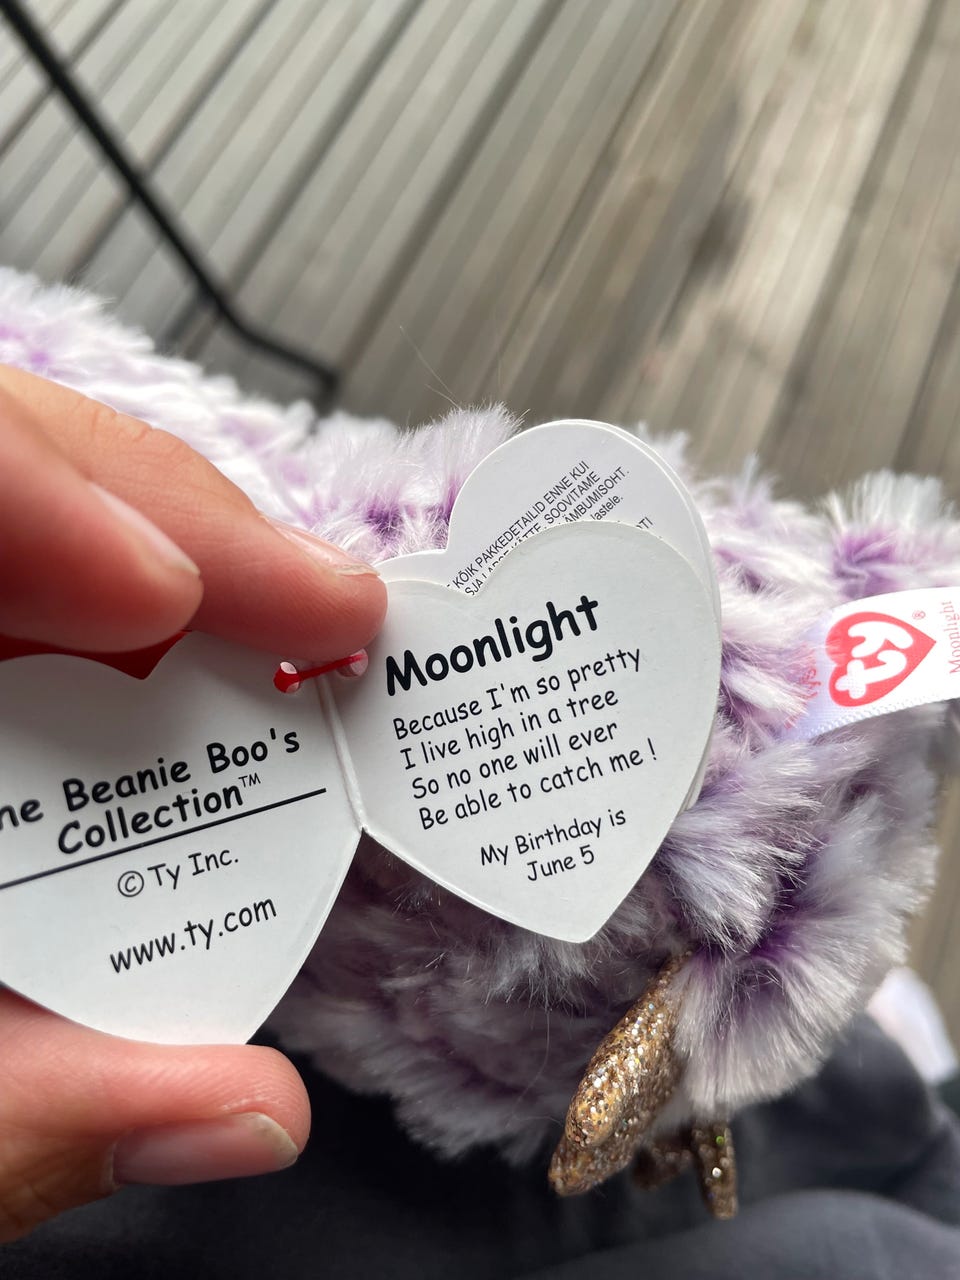 Beanie Boo's
Collection™
© Ty Inc.
www.ty.com
KÕIK PAKKEDETAILID ENNE KUI
SOOVITAME
Moonlight
Because I'm so pretty
I live high in a tree
So no one will ever
Be able to catch me !
My Birthday is
June 5
ty®
Moonlight